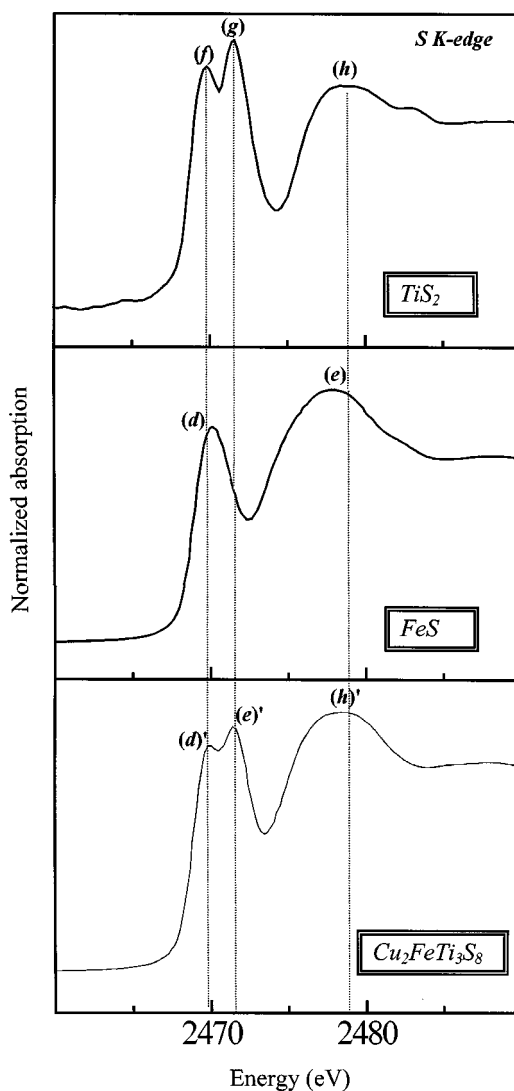 S K-edge
(f) (g) (h)
TiS2
(d) (e)
FeS
(d)' (e)' (h)'
Cu2FeTi3S8
Normalized absorption
2470 2480
Energy (eV)